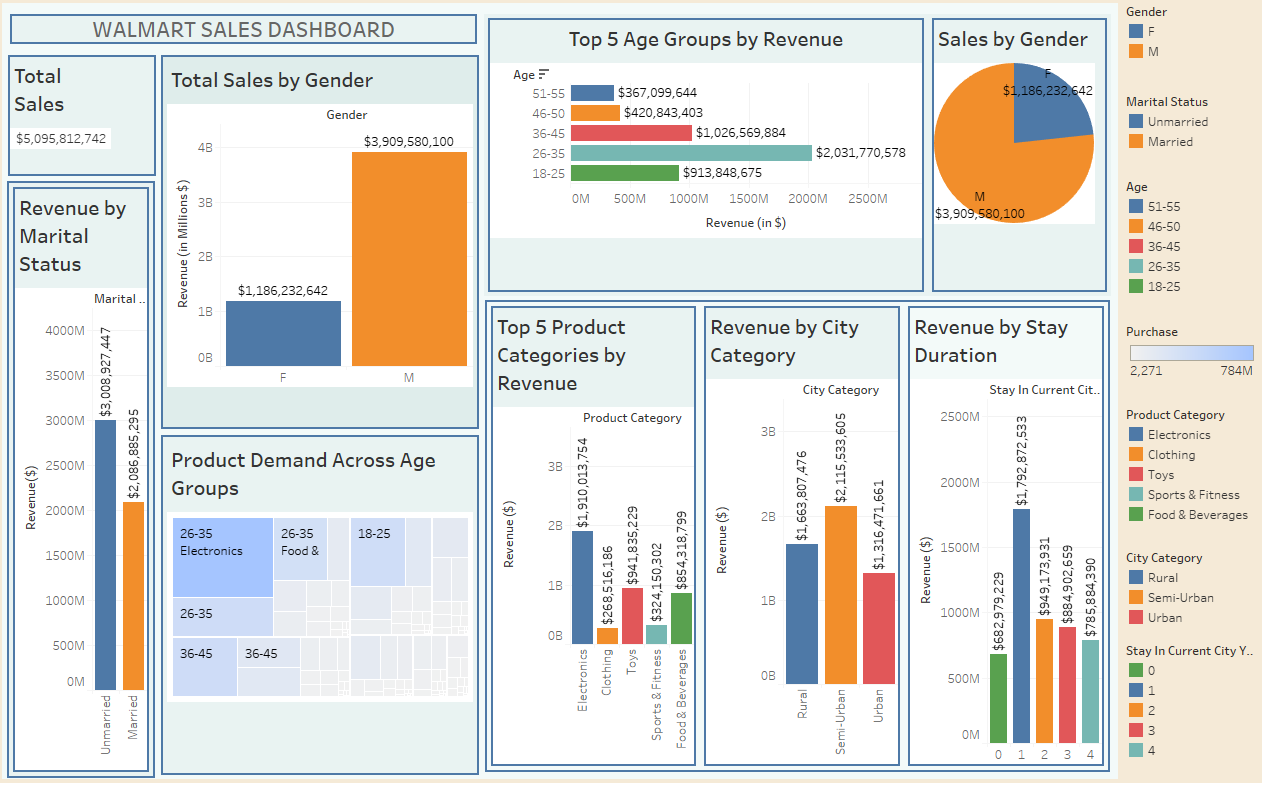 WALMART SALES DASHBOARD
Total
Sales
$5,095,812,742
Total Sales by Gender
Gender
Revenue (in Millions $)
4B
3B
2B
1B
0B
$1,186,232,642
$3,909,580,100
F
M
Top 5 Age Groups by Revenue
Age
51-55
$367,099,644
46-50
$420,843,403
36-45
$1,026,569,884
26-35
$2,031,770,578
18-25
$913,848,675
0M
500M
1000M
1500M
2000M
2500M
Revenue (in $)
Sales by Gender
F
$1,186,232,642
M
$3,909,580,100
Revenue by
Marital
Status
Marital ..
Revenue($)
4000M
3500M
3000M
2500M
2000M
1500M
1000M
500M
0M
$3,008,927,447
$2,086,885,295
Unmarried
Married
Product Demand Across Age
Groups
26-35
Electronics
26-35
Food &
18-25
26-35
36-45
36-45
Top 5 Product
Categories by
Revenue
Product Category
Revenue ($)
3B
2B
1B
0B
$1,910,013,754
$268,516,186
$941,835,229
$324,150,302
$854,318,799
Electronics
Clothing
Toys
Sports & Fitness
Food & Beverages
Revenue by City
Category
City Category
Revenue ($)
3B
2B
1B
0B
$1,663,807,476
$2,115,533,605
$1,316,471,661
Rural
Semi-Urban
Urban
Revenue by Stay
Duration
Stay In Current Cit..
Revenue ($)
2500M
2000M
1500M
1000M
500M
0M
$682,979,229
$1,792,872,533
$949,173,931
$884,902,659
$785,884,390
0
1
2
3
4
Gender
F
M
Marital Status
Unmarried
Married
Age
51-55
46-50
36-45
26-35
18-25
Purchase
2,271
784M
Product Category
Electronics
Clothing
Toys
Sports & Fitness
Food & Beverages
City Category
Rural
Semi-Urban
Urban
Stay In Current City Y..
0
1
2
3
4